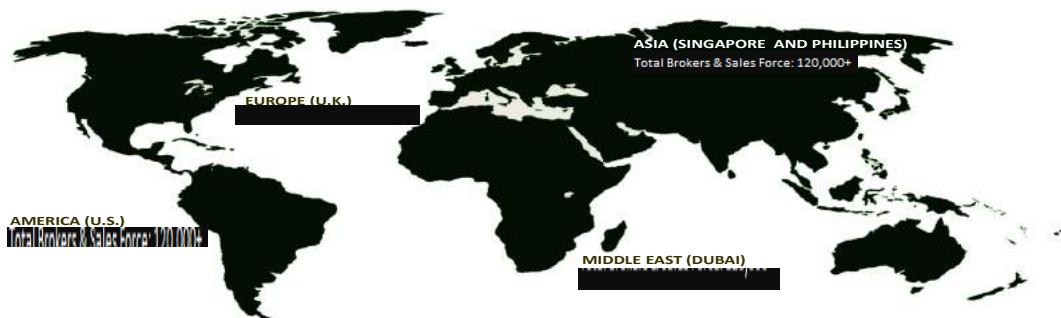 ASIA (SINGAPORE AND PHILIPPINES)
Total Brokers & Sales Force: 120,000+
EUROPE (U.K.)
AMERICA (U.S.)
Total Brokers & Sales Force: 120,000+
MIDDLE EAST (DUBAI)